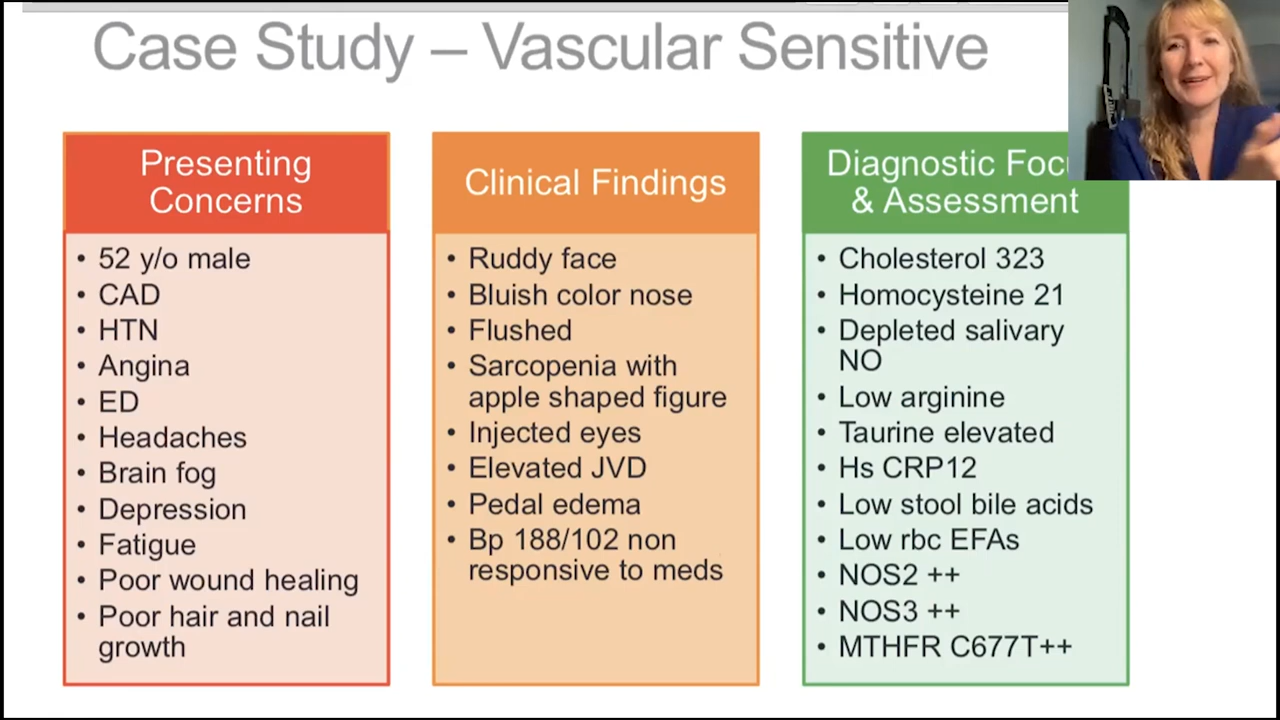 Case Study – Vascular Sensitive
Presenting
Concerns
• 52 y/o male
• CAD
• HTN
• Angina
• ED
• Headaches
• Brain fog
• Depression
• Fatigue
• Poor wound healing
• Poor hair and nail
growth
Clinical Findings
• Ruddy face
• Bluish color nose
• Flushed
• Sarcopenia with
apple shaped figure
• Injected eyes
• Elevated JVD
• Pedal edema
• Bp 188/102 non
responsive to meds
Diagnostic
& Assessment
• Cholesterol 323
• Homocysteine 21
• Depleted salivary
NO
• Low arginine
• Taurine elevated
• Hs CRP12
• Low stool bile acids
• Low rbc EFAs
• NOS2 ++
• NOS3 ++
• MTHFR C677T++